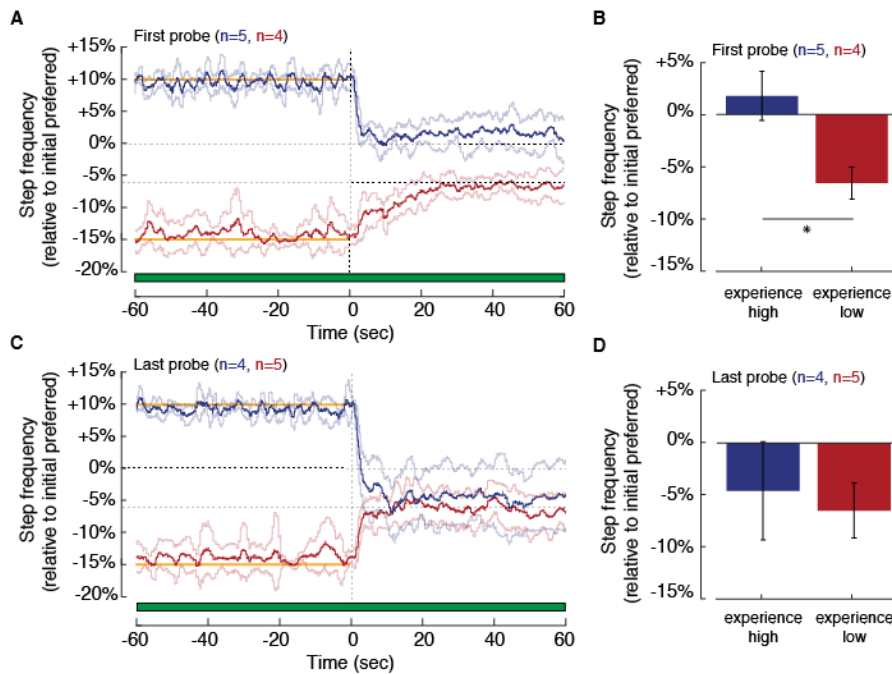 A
First probe (n=5, n=4)
Step frequency
(relative to initial preferred)
+15%
+10%
+5%
0%
-5%
-10%
-15%
-20%
-60
-40
-20
0
20
40
60
Time (sec)
B
First probe (n=5, n=4)
Step frequency
(relative to initial preferred)
+5%
0%
-5%
-10%
-15%
*
experience
high
experience
low
C
Last probe (n=4, n=5)
Step frequency
(relative to initial preferred)
+15%
+10%
+5%
0%
-5%
-10%
-15%
-20%
-60
-40
-20
0
20
40
60
Time (sec)
D
Last probe (n=4, n=5)
Step frequency
(relative to initial preferred)
+5%
0%
-5%
-10%
-15%
experience
high
experience
low